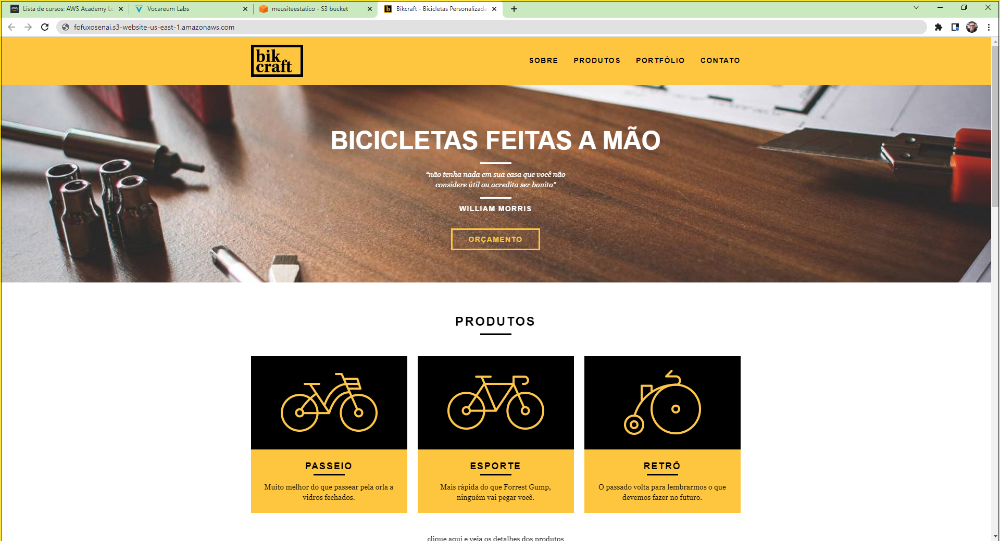 aws
Lista de cursos: AWS Academy Le
Vocareum Labs
meusiteestatico - S3 bucket
b
Bikcraft - Bicicletas Personalizada
fofuxosenai.s3-website-us-east-1.amazonaws.com
bik
craft
SOBRE
PRODUTOS
PORTFÓLIO
CONTATO
BICICLETAS FEITAS A MÃO
“não tenha nada em sua casa que você não
considere útil ou acredita ser bonito”
WILLIAM MORRIS
ORÇAMENTO
PRODUTOS
PASSEIO
Muito melhor do que passear pela orla a
vidros fechados.
ESPORTE
Mais rápida do que Forrest Gump,
ninguém vai pegar você.
RETRÔ
O passado volta para lembrarmos o que
devemos fazer no futuro.
clique aqui e veja os detalhes dos produtos